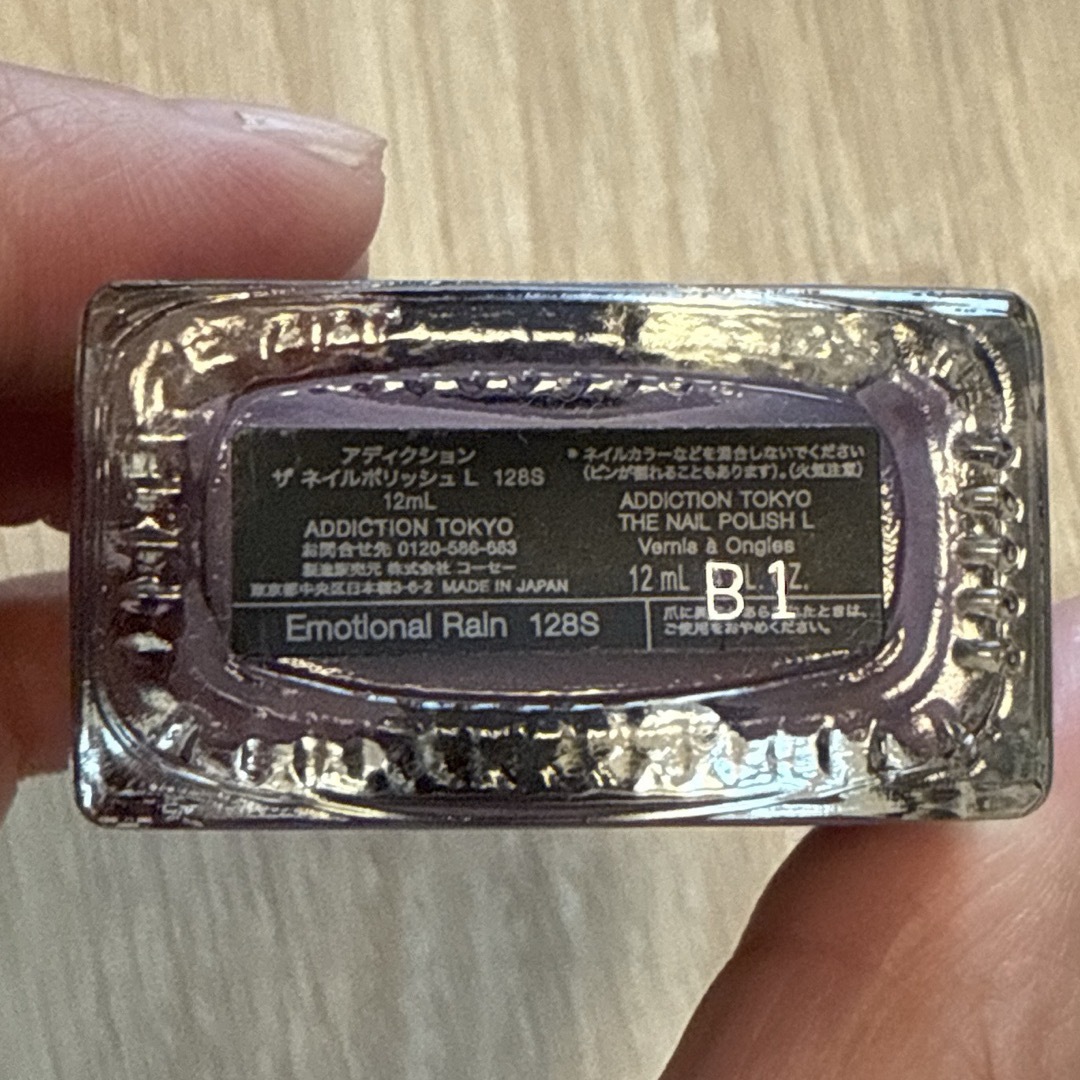 アディクション
ザ ネイルポリッシュ L 128S
12mL
ADDICTION TOKYO
お問合せ先 0120-586-683
製造販売元 株式会社 コーセー
東京都中央区日本橋3-6-2 MADE IN JAPAN
Emotional Rain 128S
ネイルカラーなどを混合しないでください
(ビンが割れることもあります)。(火気注意)
ADDICTION TOKYO
THE NAIL POLISH L
Vernis à Ongles
12 mL
B1
爪に
ときは、
ご使用をおやめください。